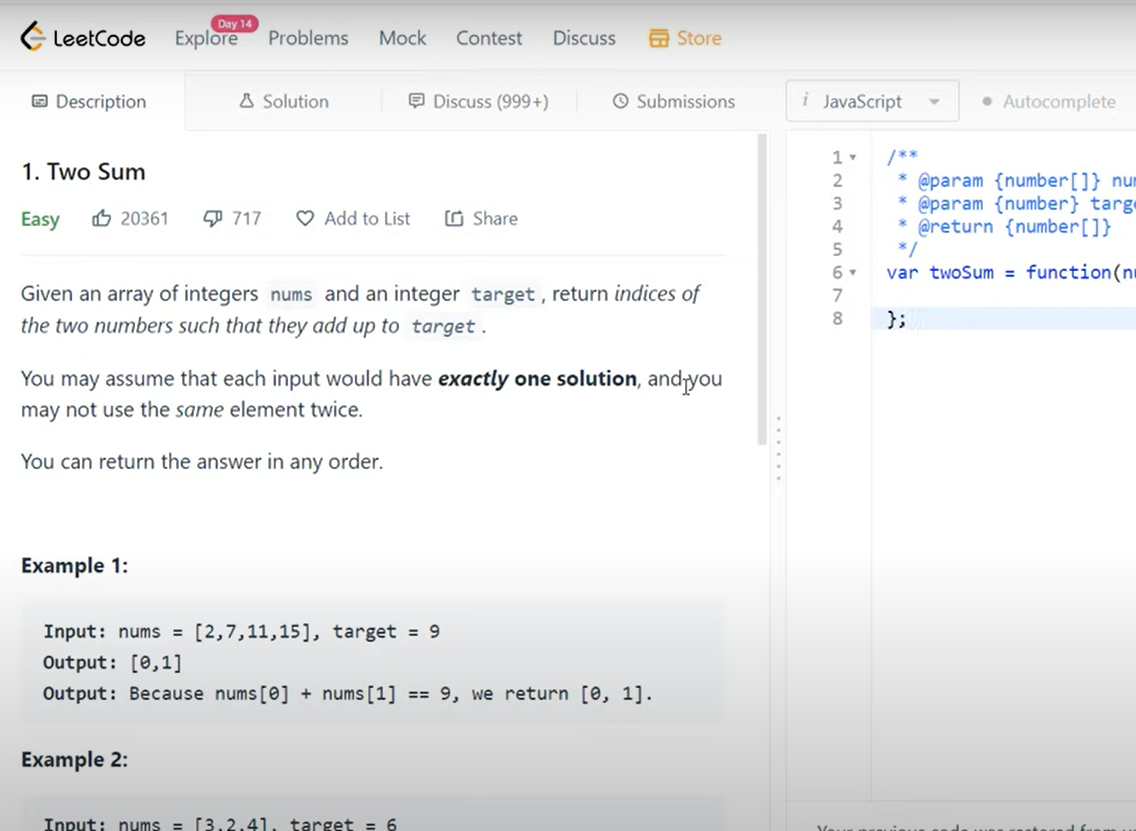 LeetCode Explore Day 14 Problems Mock Contest Discuss Store
Description Solution Discuss (999+) Submissions i JavaScript Autocomplete
1. Two Sum
Easy 20361 717 Add to List Share
Given an array of integers nums and an integer target, return indices of
the two numbers such that they add up to target.
You may assume that each input would have exactly one solution, and you
may not use the same element twice.
You can return the answer in any order.
Example 1:
Input: nums = [2,7,11,15], target = 9
Output: [0,1]
Output: Because nums[0] + nums[1] == 9, we return [0, 1].
Example 2:
Input: nums = [3,2,4], target = 6
1 /**
2 * @param {number[]} nu
3 * @param {number} targe
4 * @return {number[]}
5 */
6 var twoSum = function(n
7
8 };
Your previous code was restored from